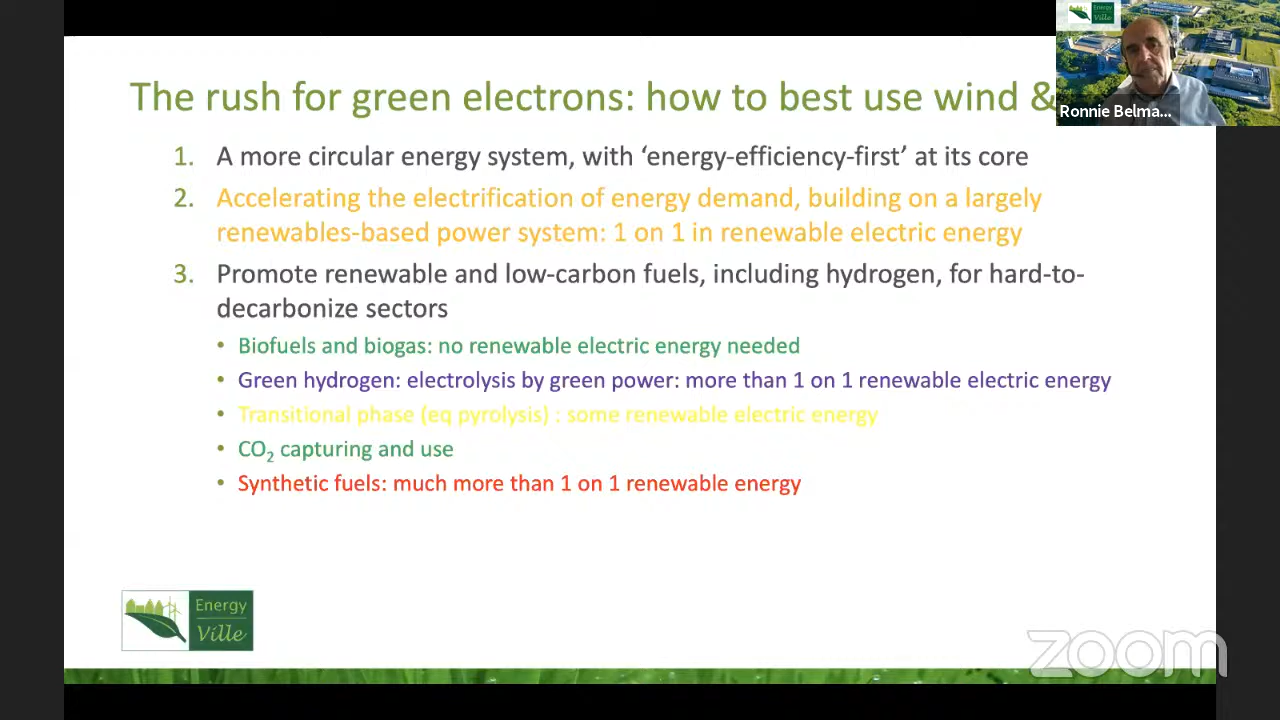 The rush for green electrons: how to best use wind &
Energy
Ville
Ronnie Belma...
1. A more circular energy system, with ‘energy-efficiency-first’ at its core
2. Accelerating the electrification of energy demand, building on a largely
renewables-based power system: 1 on 1 in renewable electric energy
3. Promote renewable and low-carbon fuels, including hydrogen, for hard-to-
decarbonize sectors
• Biofuels and biogas: no renewable electric energy needed
• Green hydrogen: electrolysis by green power: more than 1 on 1 renewable electric energy
• Transitional phase (eq pyrolysis) : some renewable electric energy
• CO₂ capturing and use
• Synthetic fuels: much more than 1 on 1 renewable energy
Energy
Ville
zoom